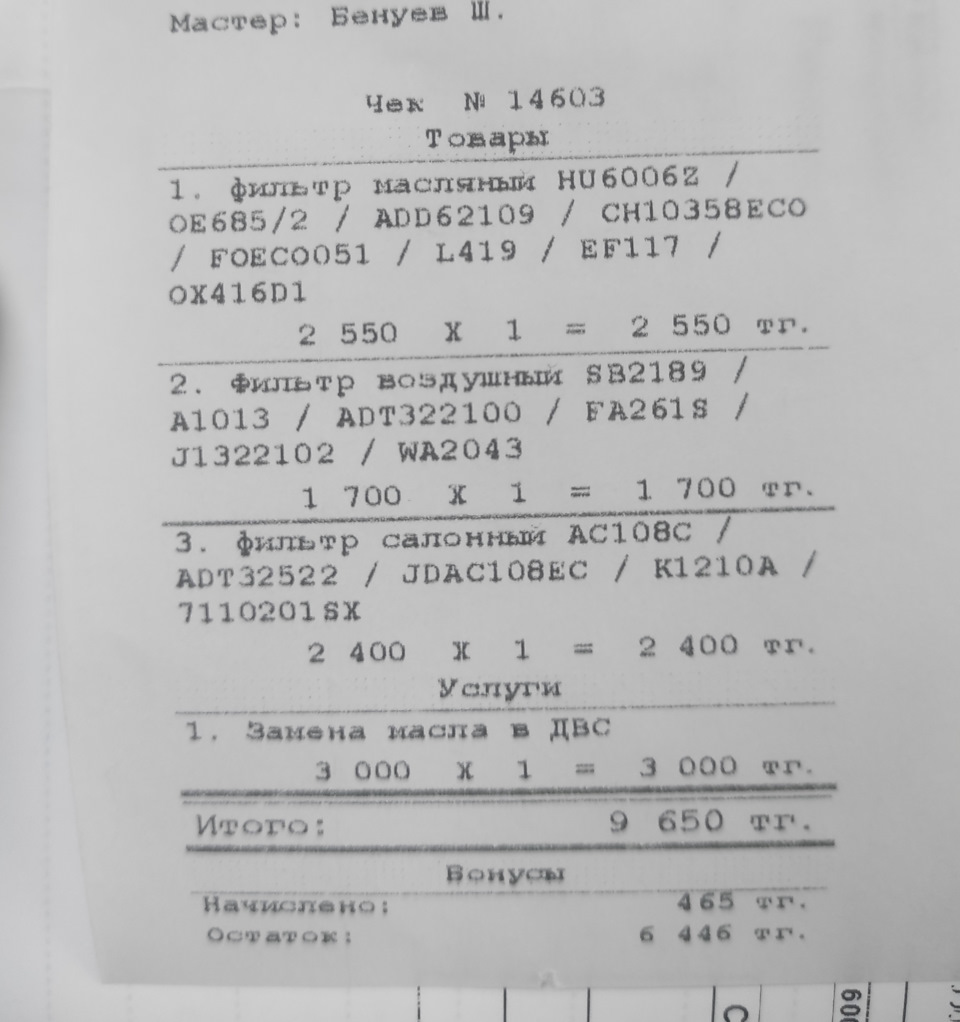 Мастер: Бенуев Ш.
Чек № 14603
Товары
1. фильтр масляный HU6006Z /
OE685/2 / ADD62109 / CH10358ECO
/ FOECO051 / L419 / EF117 /
OX416D1
2 550 X 1 = 2 550 тг.
2. Фильтр воздушный SB2189 /
A1013 / ADT322100 / FA261S /
J1322102 / WA2043
1 700 X 1 = 1 700 тг.
3. фильтр салонный AC108C /
ADT32522 / JDAC108EC / K1210A /
7110201SX
2 400 X 1 = 2 400 тг.
Услуги
1. Замена масла в ДВС
3 000 X 1 = 3 000 тг.
Итого: 9 650 тг.
Бонусы
Начислено: 465 тг.
Остаток: 6 446 тг.